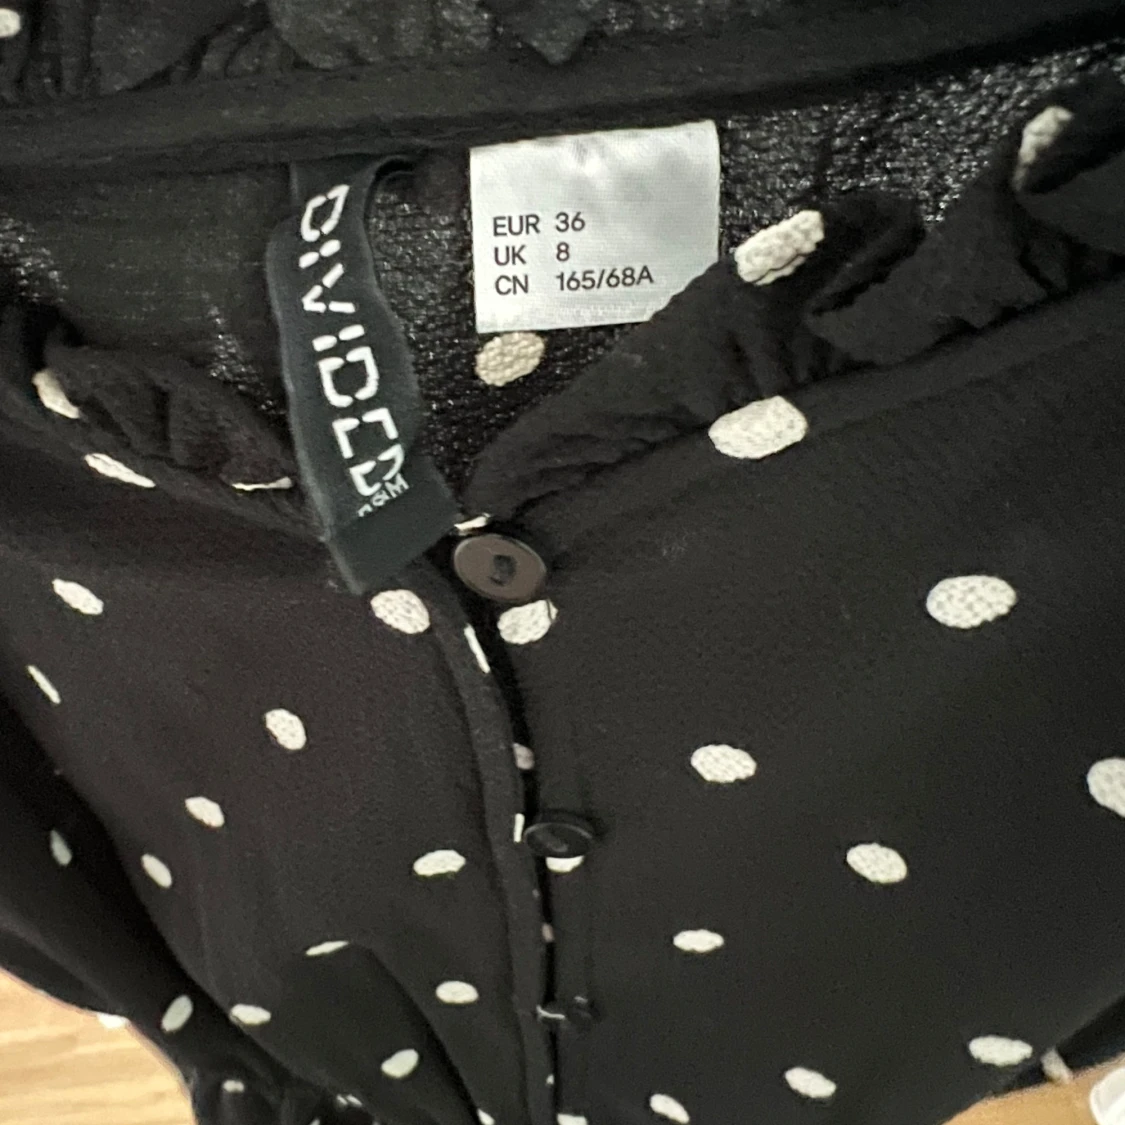 DIVIDED
H&M
EUR 36
UK 8
CN 165/68A